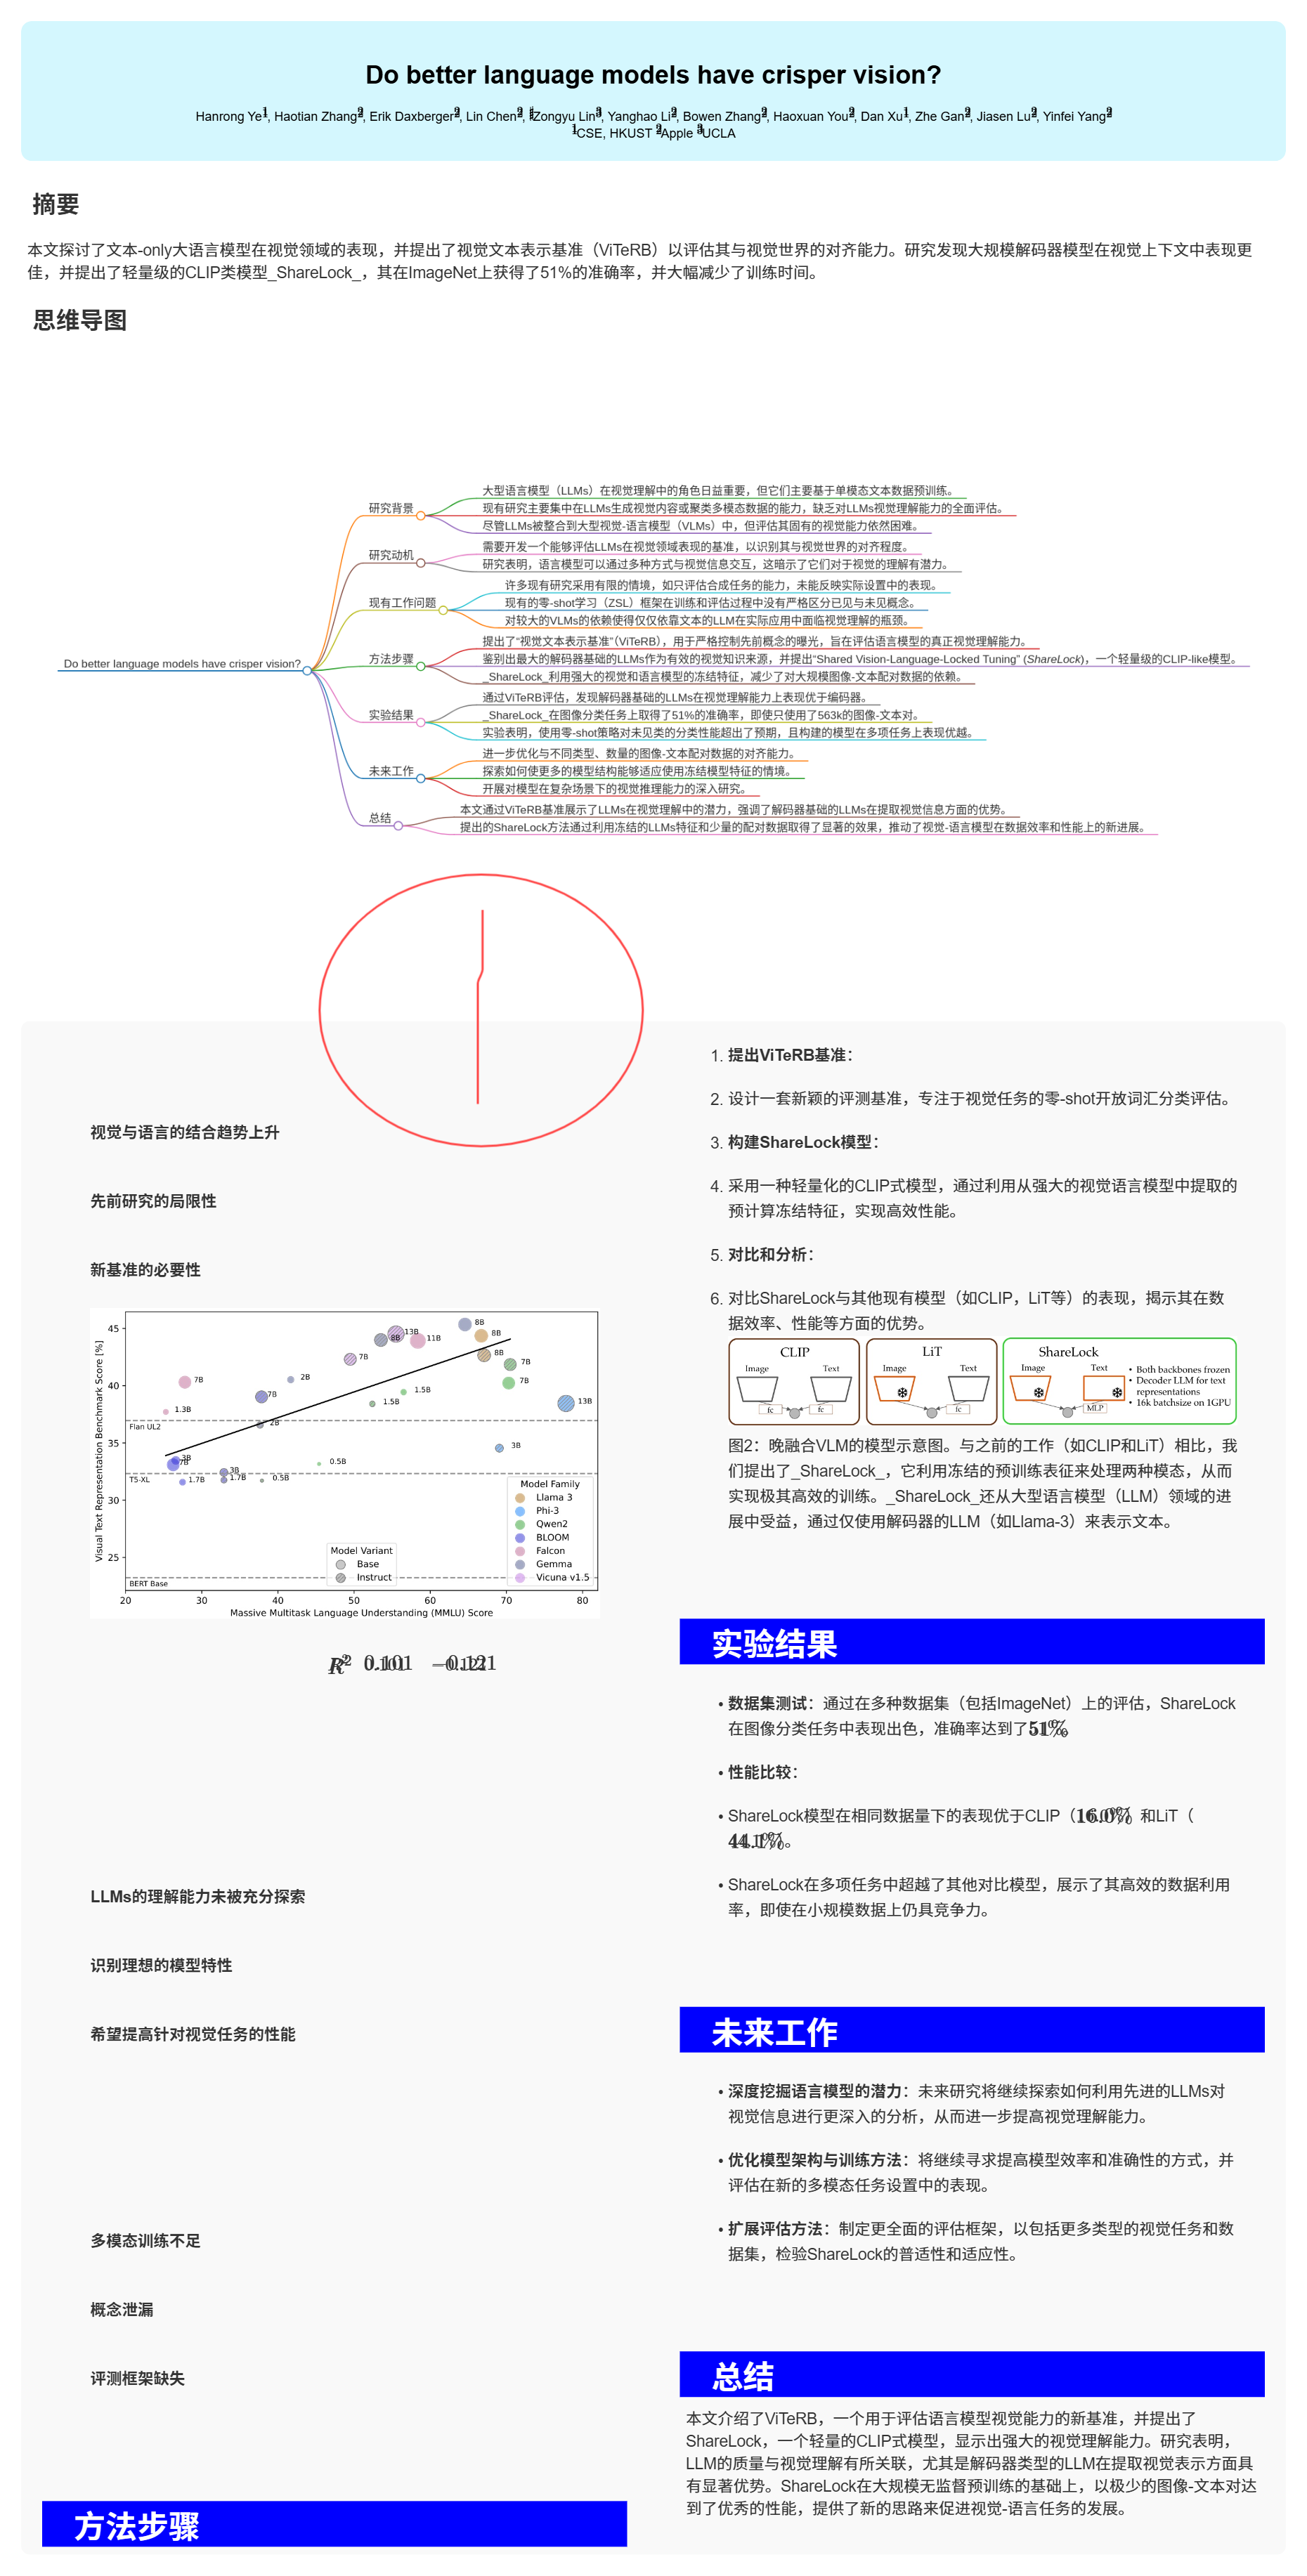 Do better language models have crisper vision?
Hanrong Ye1, Haotian Zhang2, Erik Daxberger2, Lin Chen2, Zongyu Lin3, Yanghao Li2, Bowen Zhang2, Haoxuan You2, Dan Xu1, Zhe Gan2, Jiasen Lu2, Yinfei Yang2
1CSE, HKUST 2Apple 3UCLA
摘要
本文探讨了文本-only大语言模型在视觉领域的表现，并提出了视觉文本表示基准（ViTeRB）以评估其与视觉世界的对齐能力。研究发现大规模解码器模型在视觉上下文中表现更
佳，并提出了轻量级的CLIP类模型_ShareLock_，其在ImageNet上获得了51%的准确率，并大幅减少了训练时间。
思维导图
Do better language models have crisper vision?
研究背景
大型语言模型（LLMs）在视觉理解中的角色日益重要，但它们主要基于单模态文本数据预训练。
现有研究主要集中在LLMs生成视觉内容或聚类多模态数据的能力，缺乏对LLMs视觉理解能力的全面评估。
尽管LLMs被整合到大型视觉-语言模型（VLMs）中，但评估其固有的视觉能力依然困难。
研究动机
需要开发一个能够评估LLMs在视觉领域表现的基准，以识别其与视觉世界的对齐程度。
研究表明，语言模型可以通过多种方式与视觉信息交互，这暗示了它们对于视觉的理解有潜力。
现有工作问题
许多现有研究采用有限的情境，如只评估合成任务的能力，未能反映实际设置中的表现。
现有的零-shot学习（ZSL）框架在训练和评估过程中没有严格区分已见与未见概念。
对较大的VLMs的依赖使得仅仅依靠文本的LLM在实际应用中面临视觉理解的瓶颈。
方法步骤
提出了“视觉文本表示基准”（ViTeRB），用于严格控制先前概念的曝光，旨在评估语言模型的真正视觉理解能力。
鉴别出最大的解码器基础的LLMs作为有效的视觉知识来源，并提出“Shared Vision-Language-Locked Tuning” (ShareLock)，一个轻量级的CLIP-like模型。
_ShareLock_利用强大的视觉和语言模型的冻结特征，减少了对大规模图像-文本配对数据的依赖。
实验结果
通过ViTeRB评估，发现解码器基础的LLMs在视觉理解能力上表现优于编码器。
_ShareLock_在图像分类任务上取得了51%的准确率，即使只使用了563k的图像-文本对。
实验表明，使用零-shot策略对未见类的分类性能超出了预期，且构建的模型在多项任务上表现优越。
未来工作
进一步优化与不同类型、数量的图像-文本配对数据的对齐能力。
探索如何使更多的模型结构能够适应使用冻结模型特征的情境。
开展对模型在复杂场景下的视觉推理能力的深入研究。
总结
本文通过ViTeRB基准展示了LLMs在视觉理解中的潜力，强调了解码器基础的LLMs在提取视觉信息方面的优势。
提出的ShareLock方法通过利用冻结的LLMs特征和少量的配对数据取得了显著的效果，推动了视觉-语言模型在数据效率和性能上的新进展。
视觉与语言的结合趋势上升
先前研究的局限性
新基准的必要性
Visual Text Representation Benchmark Score [%]
45
40
35
30
25
8B
13B
8B
11B
8B
8B
7B
7B
7B
2B
7B
7B
1.5B
1.5B
13B
1.3B
2B
Flan UL2
3B
3B
7B
0.5B
3B
T5-XL
1.7B
1.7B
0.5B
BERT Base
Model Variant
Base
Instruct
Model Family
Llama 3
Phi-3
Qwen2
BLOOM
Falcon
Gemma
Vicuna v1.5
20 30 40 50 60 70 80
Massive Multitask Language Understanding (MMLU) Score
R2 0.101 −0.121
LLMs的理解能力未被充分探索
识别理想的模型特性
希望提高针对视觉任务的性能
多模态训练不足
概念泄漏
评测框架缺失
方法步骤
1. 提出ViTeRB基准：
2. 设计一套新颖的评测基准，专注于视觉任务的零-shot开放词汇分类评估。
3. 构建ShareLock模型：
4. 采用一种轻量化的CLIP式模型，通过利用从强大的视觉语言模型中提取的
预计算冻结特征，实现高效性能。
5. 对比和分析：
6. 对比ShareLock与其他现有模型（如CLIP，LiT等）的表现，揭示其在数
据效率、性能等方面的优势。
CLIP
Image Text
fc fc
LiT
Image Text
fc
ShareLock
Image Text
MLP
• Both backbones frozen
• Decoder LLM for text
representations
• 16k batchsize on 1GPU
图2：晚融合VLM的模型示意图。与之前的工作（如CLIP和LiT）相比，我
们提出了_ShareLock_，它利用冻结的预训练表征来处理两种模态，从而
实现极其高效的训练。_ShareLock_还从大型语言模型（LLM）领域的进
展中受益，通过仅使用解码器的LLM（如Llama-3）来表示文本。
实验结果
• 数据集测试：通过在多种数据集（包括ImageNet）上的评估，ShareLock
在图像分类任务中表现出色，准确率达到了51%。
• 性能比较：
• ShareLock模型在相同数据量下的表现优于CLIP（16.0%）和LiT（
44.1%）。
• ShareLock在多项任务中超越了其他对比模型，展示了其高效的数据利用
率，即使在小规模数据上仍具竞争力。
未来工作
• 深度挖掘语言模型的潜力：未来研究将继续探索如何利用先进的LLMs对
视觉信息进行更深入的分析，从而进一步提高视觉理解能力。
• 优化模型架构与训练方法：将继续寻求提高模型效率和准确性的方式，并
评估在新的多模态任务设置中的表现。
• 扩展评估方法：制定更全面的评估框架，以包括更多类型的视觉任务和数
据集，检验ShareLock的普适性和适应性。
总结
本文介绍了ViTeRB，一个用于评估语言模型视觉能力的新基准，并提出了
ShareLock，一个轻量的CLIP式模型，显示出强大的视觉理解能力。研究表明，
LLM的质量与视觉理解有所关联，尤其是解码器类型的LLM在提取视觉表示方面具
有显著优势。ShareLock在大规模无监督预训练的基础上，以极少的图像-文本对达
到了优秀的性能，提供了新的思路来促进视觉-语言任务的发展。